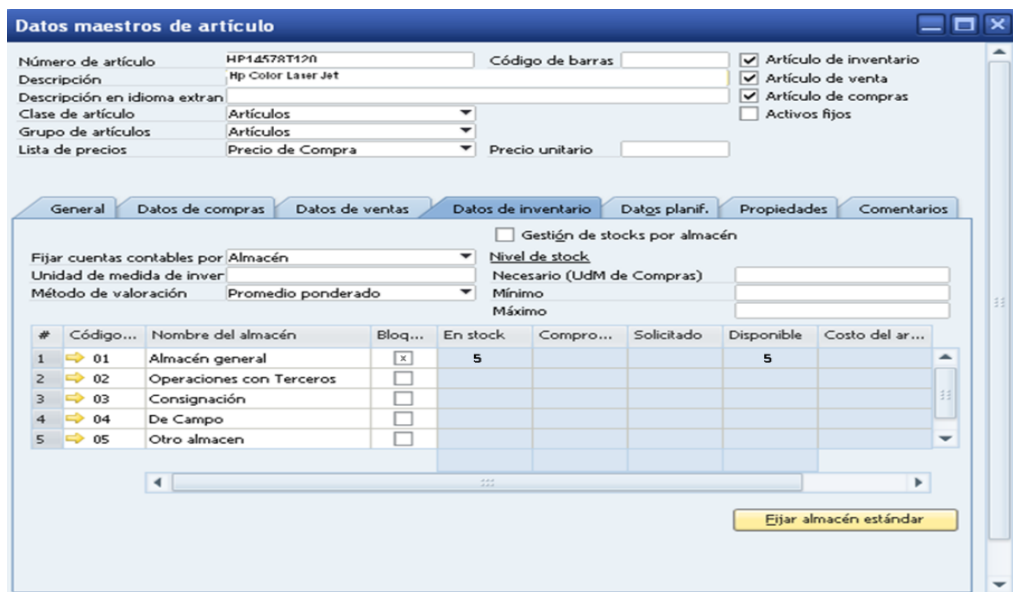 Datos maestros de artículo
Número de artículo HP14578T120 Código de barras Artículo de inventario
Descripción Hp Color Laser Jet Artículo de venta
Descripción en idioma extran Artículo de compras
Clase de artículo Artículos Activos fijos
Grupo de artículos Artículos
Lista de precios Precio de Compra Precio unitario
General Datos de compras Datos de ventas Datos de inventario Datos planif. Propiedades Comentarios
Gestión de stocks por almacén
Fijar cuentas contables por Almacén Nivel de stock
Unidad de medida de inver Necesario (UdM de Compras)
Método de valoración Promedio ponderado Mínimo
Máximo
# Código... Nombre del almacén Bloq... En stock Compro... Solicitado Disponible Costo del ar...
1 01 Almacén general x 5 5
2 02 Operaciones con Terceros
3 03 Consignación
4 04 De Campo
5 05 Otro almacen
Fijar almacén estándar